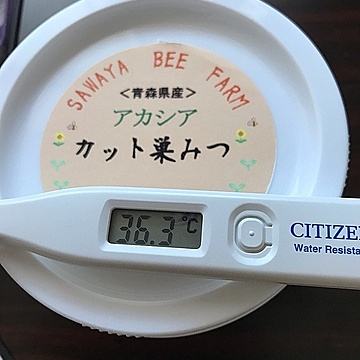 SAWAYA BEE FARM
<青森県産>
アカシア
カット巣みつ
36.3℃
CITIZE
Water Resista